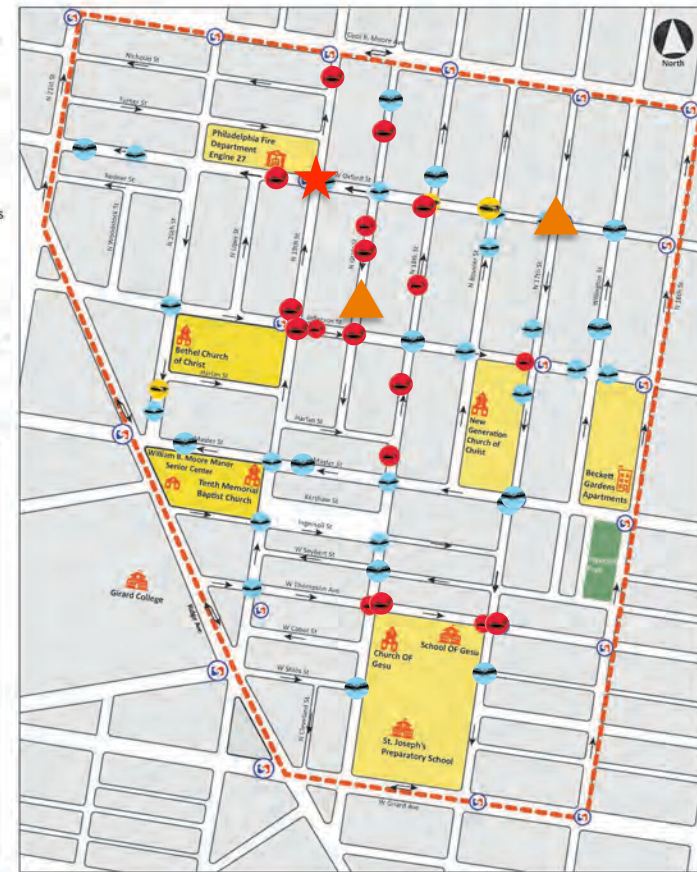 Cecil B. Moore Ave
North
Nicholas St
Turner St
N 21st St
Philadelphia Fire
Department
Engine 27
W Oxford St
Redner St
N Woodstock St
N 20th St
N Uber St
N 19th St
N 18th St
N Bouvier St
N 17th St
Willington St
N 16th St
Jefferson St
Bethel Church
of Christ
Harlan St
Harlan St
New
Generation
Church of
Christ
Master St
Master St
William B. Moore Manor
Senior Center
Tenth Memorial
Baptist Church
Kershaw St
Beckett
Gardens
Apartments
Ingersoll St
W Seybert St
Girard College
W Thompson Ave
Ridge Ave
W Cabot St
School OF Gesu
Church OF
Gesu
W Stiles St
N Cleveland St
St. Joseph's
Preparatory School
W Girard Ave